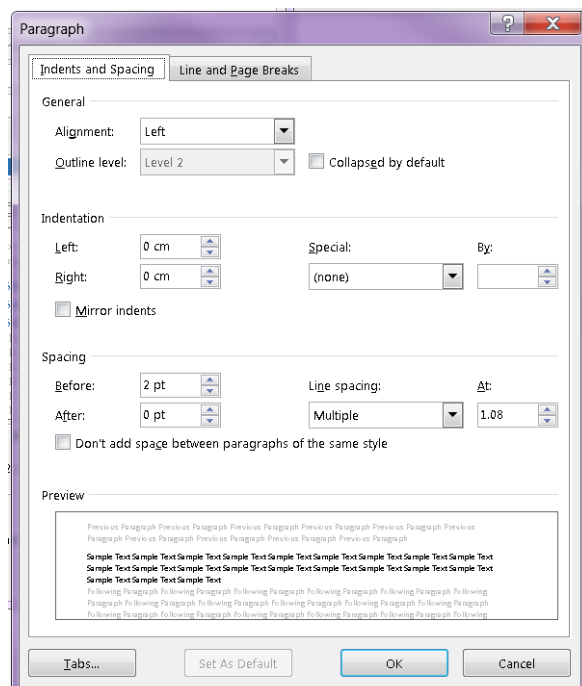 Paragraph
Indents and Spacing Line and Page Breaks
General
Alignment: Left
Outline level: Level 2 Collapsed by default
Indentation
Left: 0 cm Special: By:
Right: 0 cm (none)
Mirror indents
Spacing
Before: 2 pt Line spacing: At:
After: 0 pt Multiple 1.08
Don't add space between paragraphs of the same style
Preview
Previous Paragraph Previous Paragraph Previous Paragraph Previous Paragraph Previous Paragraph Previous
Paragraph Previous Paragraph Previous Paragraph Previous Paragraph Previous Paragraph
Sample Text Sample Text Sample Text Sample Text Sample Text Sample Text Sample Text Sample Text Sample Text
Sample Text Sample Text Sample Text Sample Text Sample Text Sample Text Sample Text Sample Text Sample Text
Sample Text Sample Text Sample Text
Following Paragraph Following Paragraph Following Paragraph Following Paragraph Following Paragraph Following
Paragraph Following Paragraph Following Paragraph Following Paragraph Following Paragraph Following Paragraph
Following Paragraph Following Paragraph Following Paragraph Following Paragraph Following Paragraph Following
Tabs... Set As Default OK Cancel